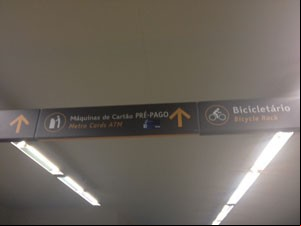 Máquinas de Cartão PRÉ-PAGO
Metro Cards ATM
Bicicletário
Bicycle Rack